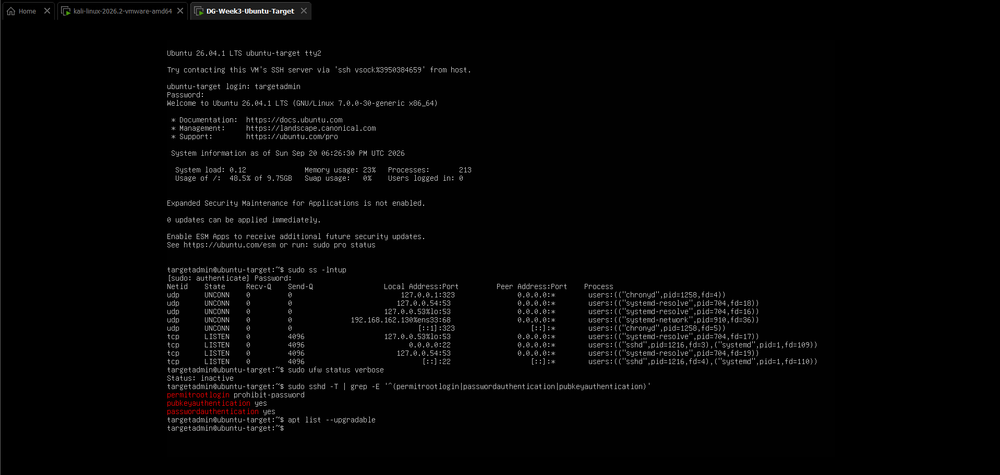 Home
kali-linux-2026.2-vmware-amd64
DG-Week3-Ubuntu-Target
Ubuntu 26.04.1 LTS ubuntu-target tty2
Try contacting this VM's SSH server via 'ssh vsock%3950384659' from host.
ubuntu-target login: targetadmin
Password:
Welcome to Ubuntu 26.04.1 LTS (GNU/Linux 7.0.0-30-generic x86_64)
* Documentation:  https://docs.ubuntu.com
* Management:     https://landscape.canonical.com
* Support:        https://ubuntu.com/pro
System information as of Sun Sep 20 06:26:30 PM UTC 2026
System load: 0.12              Memory usage: 23%   Processes:       213
Usage of /:  48.5% of 9.75GB   Swap usage:   0%    Users logged in: 0
Expanded Security Maintenance for Applications is not enabled.
0 updates can be applied immediately.
Enable ESM Apps to receive additional future security updates.
See https://ubuntu.com/esm or run: sudo pro status
targetadmin@ubuntu-target:~$ sudo ss -lntup
[sudo: authenticate] Password:
Netid    State     Recv-Q    Send-Q                 Local Address:Port         Peer Address:Port    Process
udp      UNCONN    0         0                          127.0.0.1:323               0.0.0.0:*        users:(("chronyd",pid=1258,fd=4))
udp      UNCONN    0         0                         127.0.0.54:53                0.0.0.0:*        users:(("systemd-resolve",pid=704,fd=18))
udp      UNCONN    0         0                      127.0.0.53%lo:53                0.0.0.0:*        users:(("systemd-resolve",pid=704,fd=16))
udp      UNCONN    0         0              192.168.162.130%ens33:68                0.0.0.0:*        users:(("systemd-network",pid=910,fd=36))
udp      UNCONN    0         0                              [::1]:323                  [::]:*        users:(("chronyd",pid=1258,fd=5))
tcp      LISTEN    0         4096                   127.0.0.53%lo:53                0.0.0.0:*        users:(("systemd-resolve",pid=704,fd=17))
tcp      LISTEN    0         4096                         0.0.0.0:22                0.0.0.0:*        users:(("sshd",pid=1216,fd=3),("systemd",pid=1,fd=109))
tcp      LISTEN    0         4096                      127.0.0.54:53                0.0.0.0:*        users:(("systemd-resolve",pid=704,fd=19))
tcp      LISTEN    0         4096                            [::]:22                   [::]:*        users:(("sshd",pid=1216,fd=4),("systemd",pid=1,fd=110))
targetadmin@ubuntu-target:~$ sudo ufw status verbose
Status: inactive
targetadmin@ubuntu-target:~$ sudo sshd -T | grep -E '^(permitrootlogin|passwordauthentication|pubkeyauthentication)'
permitrootlogin prohibit-password
pubkeyauthentication yes
passwordauthentication yes
targetadmin@ubuntu-target:~$ apt list --upgradable
targetadmin@ubuntu-target:~$